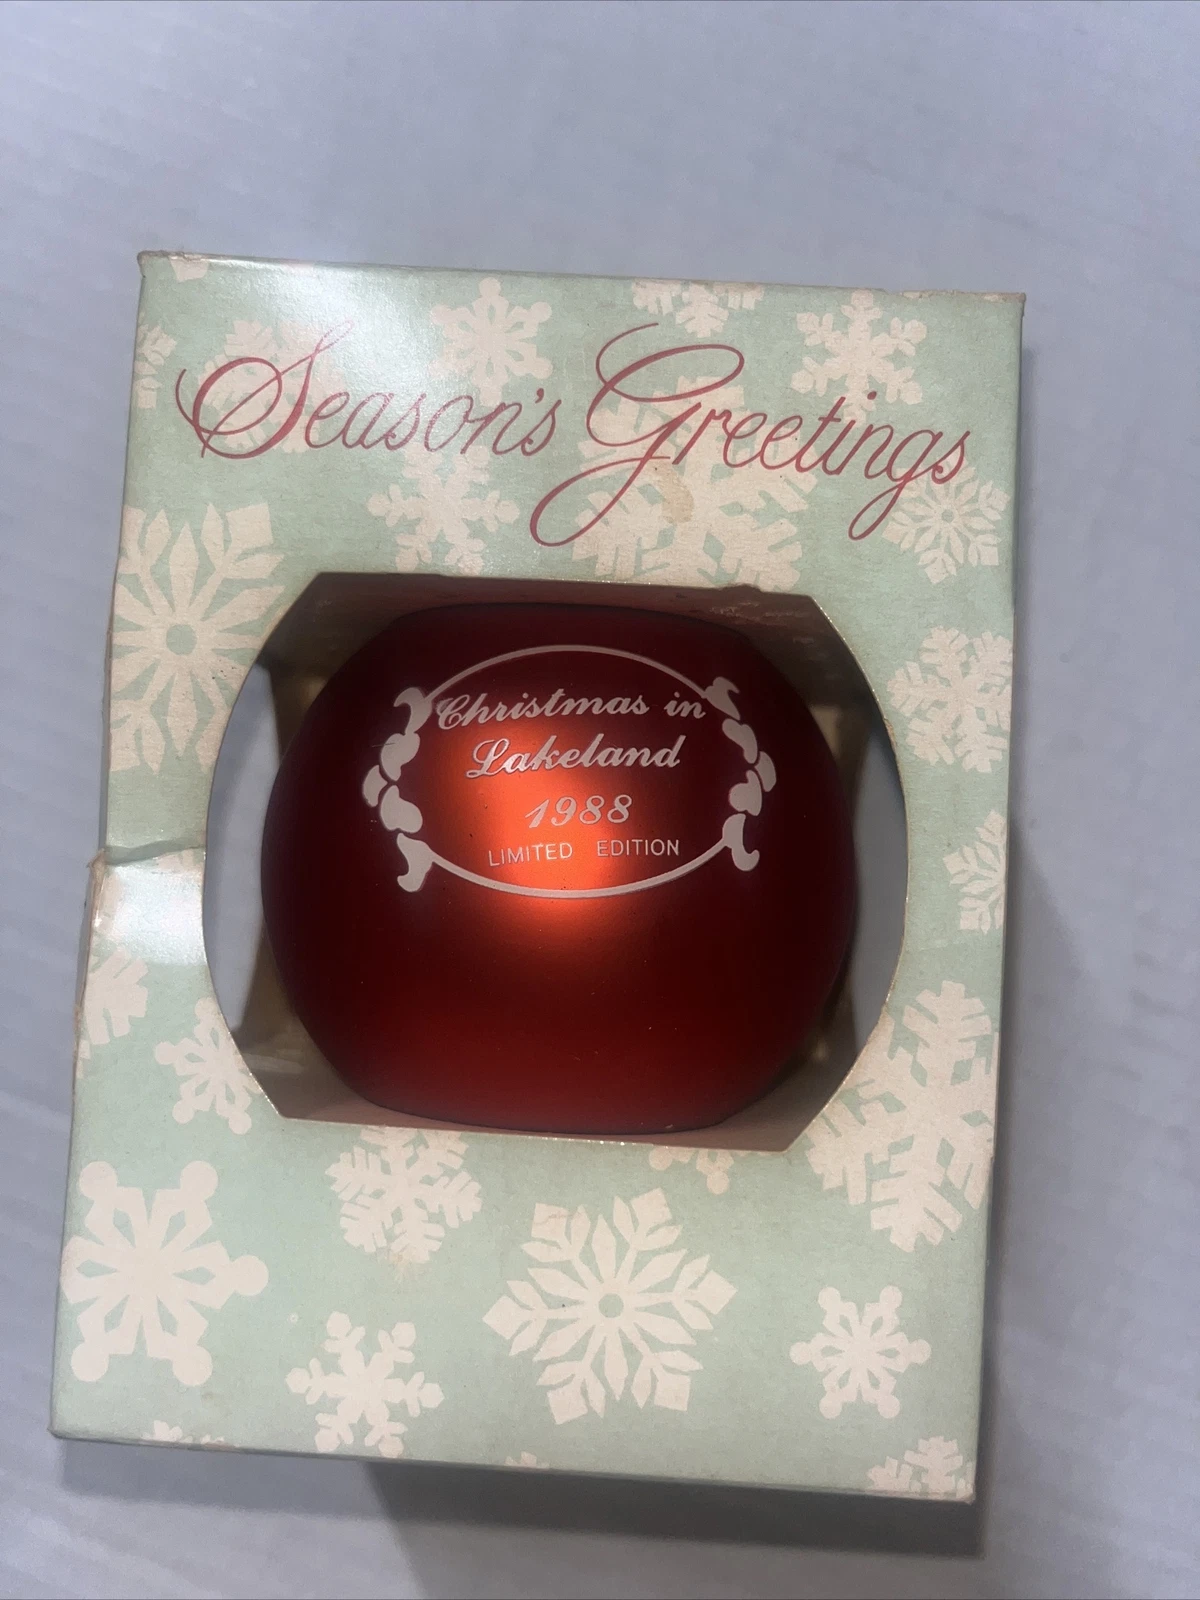 Season's Greetings
Christmas in
Lakeland
1988
LIMITED EDITION